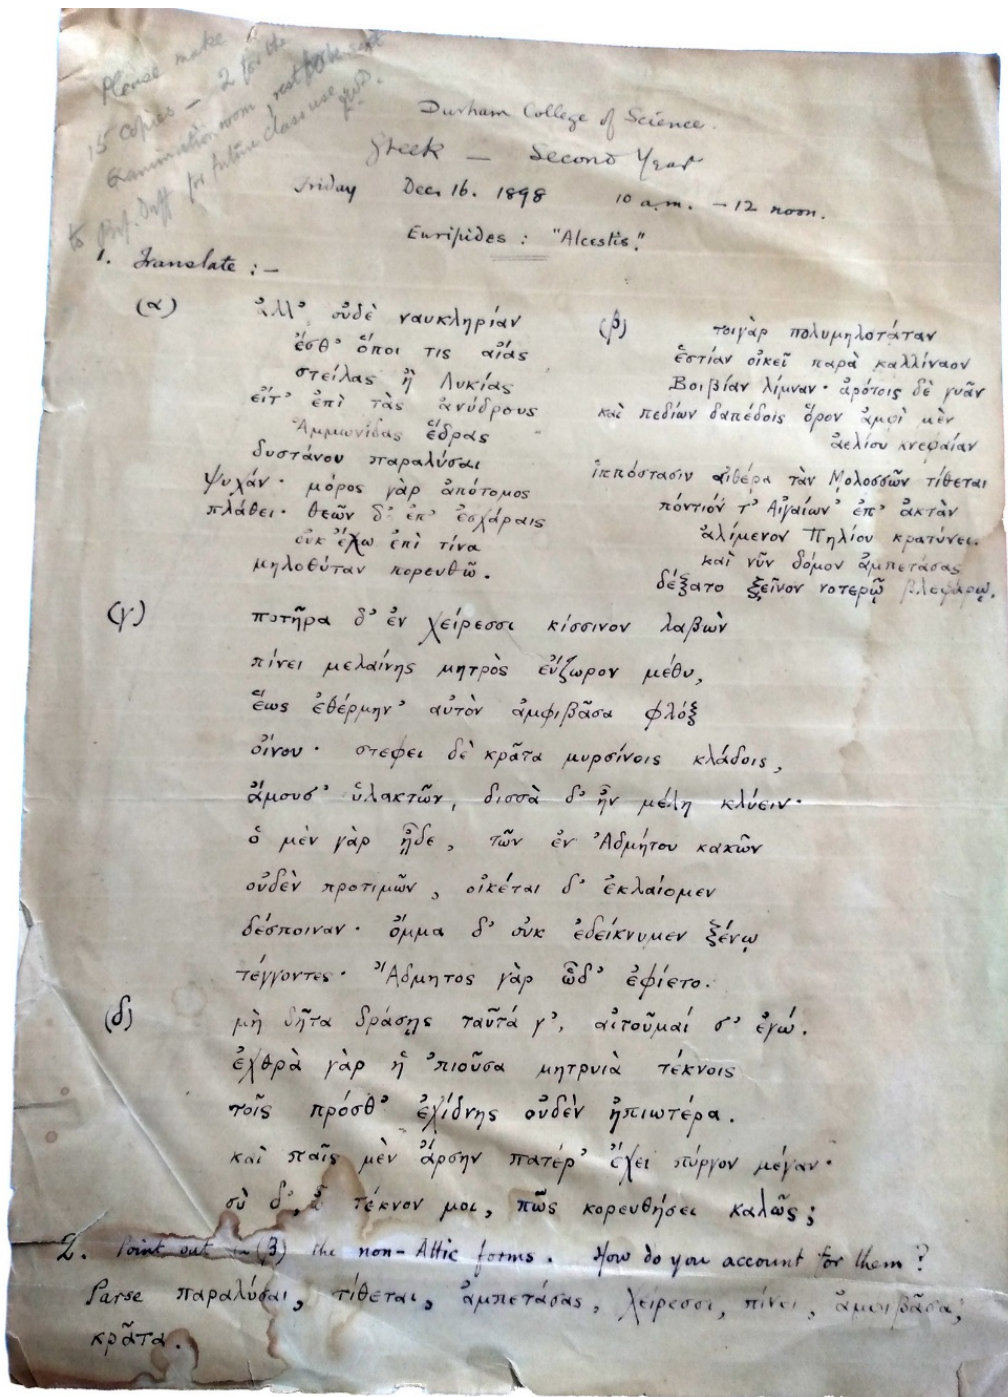 Please make
15 copies — 2 for the
examination room, rest to be sent
to Prof. Duff for future class use.
Durham College of Science.
Greek — Second Year
Friday Dec. 16. 1898 10 a.m. — 12 noon.
Euripides : "Alcestis."
1. Translate :—
(α)
ἀλλ' οὐδὲ ναυκληρίαν
ἔσθ' ὅποι τις αἴας
στείλας ἢ Λυκίας
εἴτ' ἐπὶ τὰς ἀνύδρους
Ἀμμωνίδας ἕδρας
δυστάνου παραλύσαι
ψυχάν· μόρος γὰρ ἀπότομος
πλάθει· θεῶν δ' ἐπ' ἐσχάραις
οὐκ ἔχω ἐπὶ τίνα
μηλοθύταν πορευθῶ.
(β)
τοιγὰρ πολυμηλοτάταν
ἑστίαν οἰκεῖ παρὰ καλλίναον
Βοιβίαν λίμναν· ἀρότοις δὲ γυᾶν
καὶ πεδίων δαπέδοις ὅρον ἀμφὶ μὲν
ἀελίου κνεφαίαν
ἱππόστασιν αἰθέρα τὰν Μολοσσῶν τίθεται
πόντιόν τ' Αἰγαίων' ἐπ' ἀκτὰν
ἀλίμενον Πηλίου κρατύνει.
καὶ νῦν δόμον ἀμπετάσας
δέξατο ξεῖνον νοτερῷ βλεφάρῳ.
(γ)
ποτῆρα δ' ἐν χείρεσσι κίσσινον λαβὼν
πίνει μελαίνης μητρὸς εὔζωρον μέθυ,
ἕως ἐθέρμην' αὐτὸν ἀμφιβᾶσα φλὸξ
οἴνου· στεφει δὲ κρᾶτα μυρσίνοις κλάδοις,
ἄμουσ' ὑλακτῶν, δισσὰ δ' ἦν μέλη κλύειν·
ὁ μὲν γὰρ ᾖδε, τῶν ἐν Ἀδμήτου κακῶν
οὐδὲν προτιμῶν, οἰκέται δ' ἐκλαίομεν
δέσποιναν· ὄμμα δ' οὐκ ἐδείκνυμεν ξένῳ
τέγγοντες· Ἄδμητος γὰρ ὧδ' ἐφίετο.
(δ)
μὴ δῆτα δράσῃς ταῦτά γ', αἰτοῦμαί σ' ἐγώ.
ἐχθρὰ γὰρ ἡ 'πιοῦσα μητρυιὰ τέκνοις
τοῖς πρόσθ' ἐχίδνης οὐδὲν ἠπιωτέρα.
καὶ παῖς μὲν ἄρσην πατέρ' ἔχει πύργον μέγαν·
σὺ δ', ὦ τέκνον μοι, πῶς κορευθήσει καλῶς;
2. Point out in (β) the non-Attic forms. How do you account for them?
Parse παραλύσαι, τίθεται, ἀμπετάσας, χείρεσσι, πίνει, ἀμφιβᾶσα,
κρᾶτα.